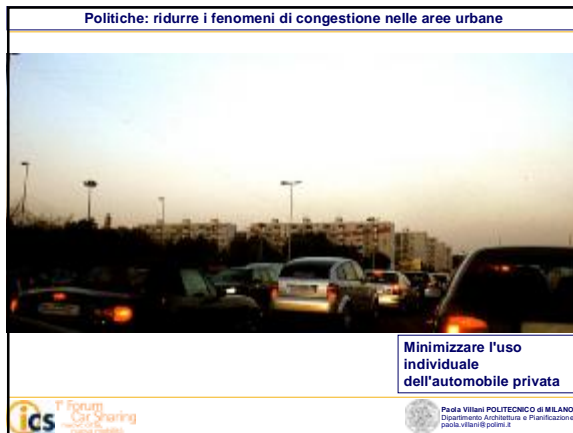 Politiche: ridurre i fenomeni di congestione nelle aree urbane
Minimizzare l'uso
individuale
dell'automobile privata
ics
1° Forum
Car Sharing
Paola Villani POLITECNICO di MILANO
Dipartimento Architettura e Pianificazione
paola.villani@polimi.it